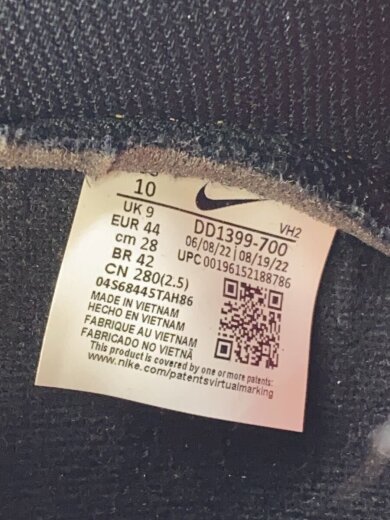 10
UK 9
EUR 44
cm 28
BR 42
CN 280(2.5)
04S68445TAH86
VH2
DD1399-700
06/08/22 | 08/19/22
UPC 00196152188786
MADE IN VIETNAM
HECHO EN VIETNAM
FABRIQUE AU VIETNAM
FABRICADO NO VIETNÃ
This product is covered by one or more patents:
www.nike.com/patentsvirtualmarking